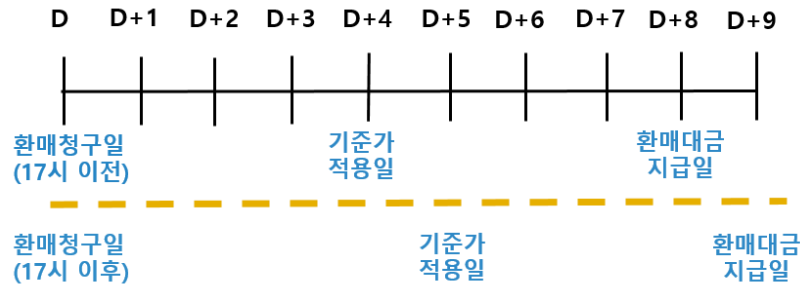 D D+1 D+2 D+3 D+4 D+5 D+6 D+7 D+8 D+9
환매청구일 기준가 환매대금
(17시 이전) 적용일 지급일
환매청구일 기준가 환매대금
(17시 이후) 적용일 지급일